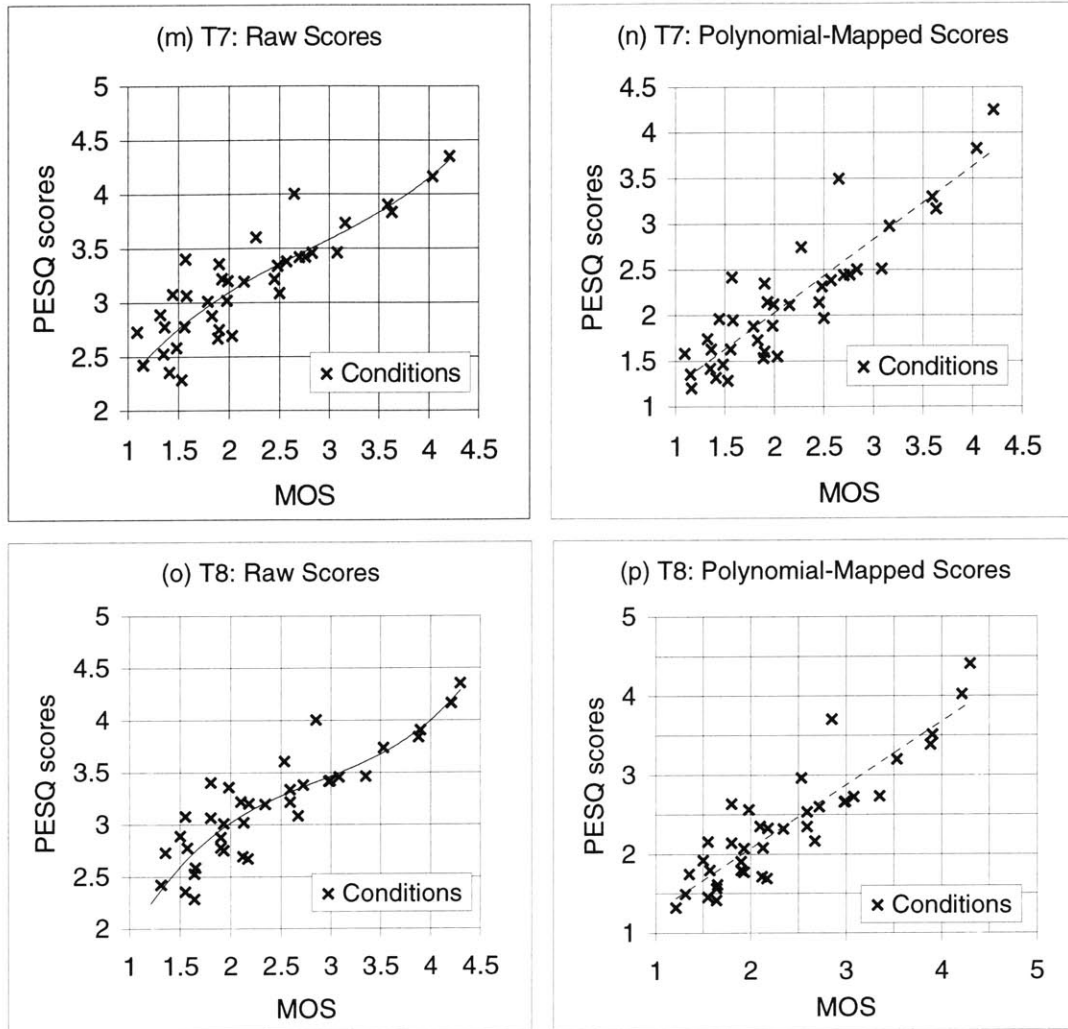 (m) T7: Raw Scores
5
4.5
4
3.5
3
2.5
2
PESQ scores
× Conditions
1 1.5 2 2.5 3 3.5 4 4.5
MOS
(n) T7: Polynomial-Mapped Scores
4.5
4
3.5
3
2.5
2
1.5
1
PESQ scores
× Conditions
1 1.5 2 2.5 3 3.5 4 4.5
MOS
(o) T8: Raw Scores
5
4.5
4
3.5
3
2.5
2
PESQ scores
× Conditions
1 1.5 2 2.5 3 3.5 4 4.5
MOS
(p) T8: Polynomial-Mapped Scores
5
4
3
2
1
PESQ scores
× Conditions
1 2 3 4 5
MOS